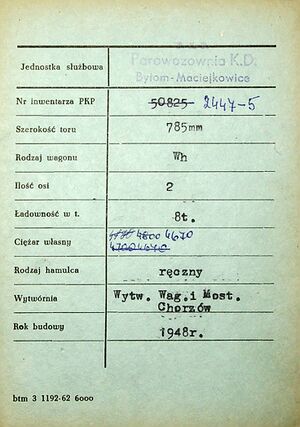 Parowozownia K.D.
Jednostka służbowa
Bytom-Maciejkowice
Nr inwentarza PKP 50825 2447-5
Szerokość toru 785mm
Rodzaj wagonu Wh
Ilość osi 2
Ładowność w t. 8t.
4600 4670
Ciężar własny
Rodzaj hamulca ręczny
Wytwórnia Wytw. Wag. i Most.
Chorzów
Rok budowy 1948r.
btm 3 1192-62 6000